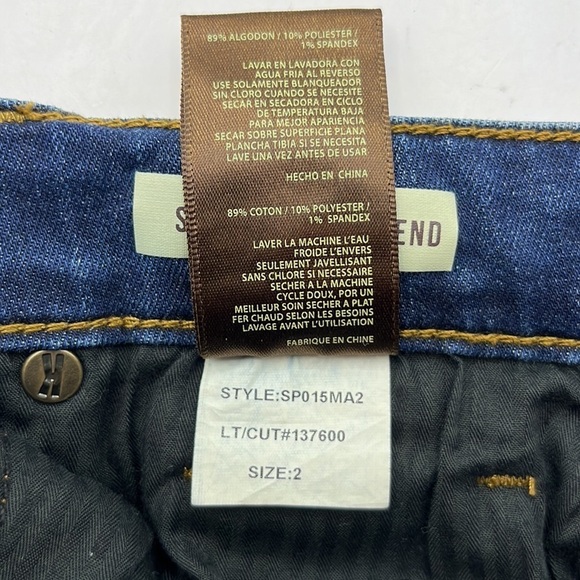 89% ALGODON / 10% POLIESTER /
1% SPANDEX
LAVAR EN LAVADORA CON
AGUA FRIA AL REVERSO
USE SOLAMENTE BLANQUEADOR
SIN CLORO CUANDO SE NECESITE
SECAR EN SECADORA EN CICLO
DE TEMPERATURA BAJA
PARA MEJOR APARIENCIA
SECAR SOBRE SUPERFICIE PLANA
PLANCHA TIBIA SI SE NECESITA
LAVE UNA VEZ ANTES DE USAR
HECHO EN CHINA
89% COTON / 10% POLYESTER /
1% SPANDEX
LAVER LA MACHINE L'EAU
FROIDE L'ENVERS
SEULEMENT JAVELLISANT
SANS CHLORE SI NECESSAIRE
SECHER A LA MACHINE
CYCLE DOUX, POR UN
MEILLEUR SOIN SECHER A PLAT
FER CHAUD SELON LES BESOINS
LAVAGE AVANT L'UTILISATION
FABRIQUE EN CHINE
S END
STYLE:SP015MA2
LT/CUT#137600
SIZE:2